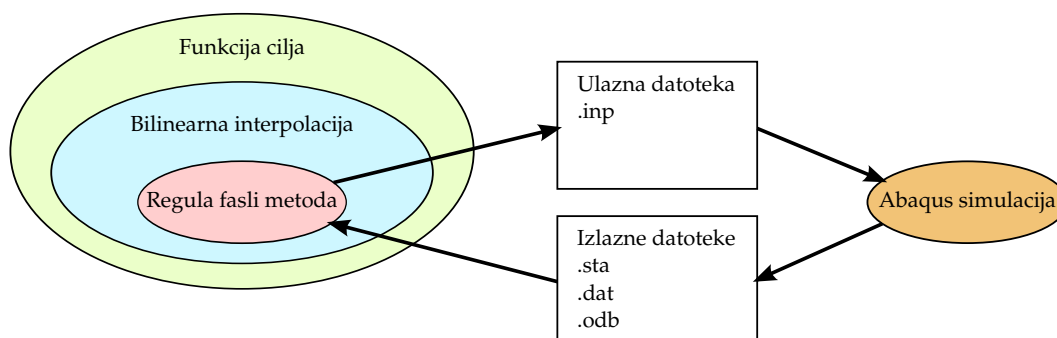 Funkcija cilja
Bilinearna interpolacija
Regula fasli metoda
Ulazna datoteka
.inp
Abaqus simulacija
Izlazne datoteke
.sta
.dat
.odb